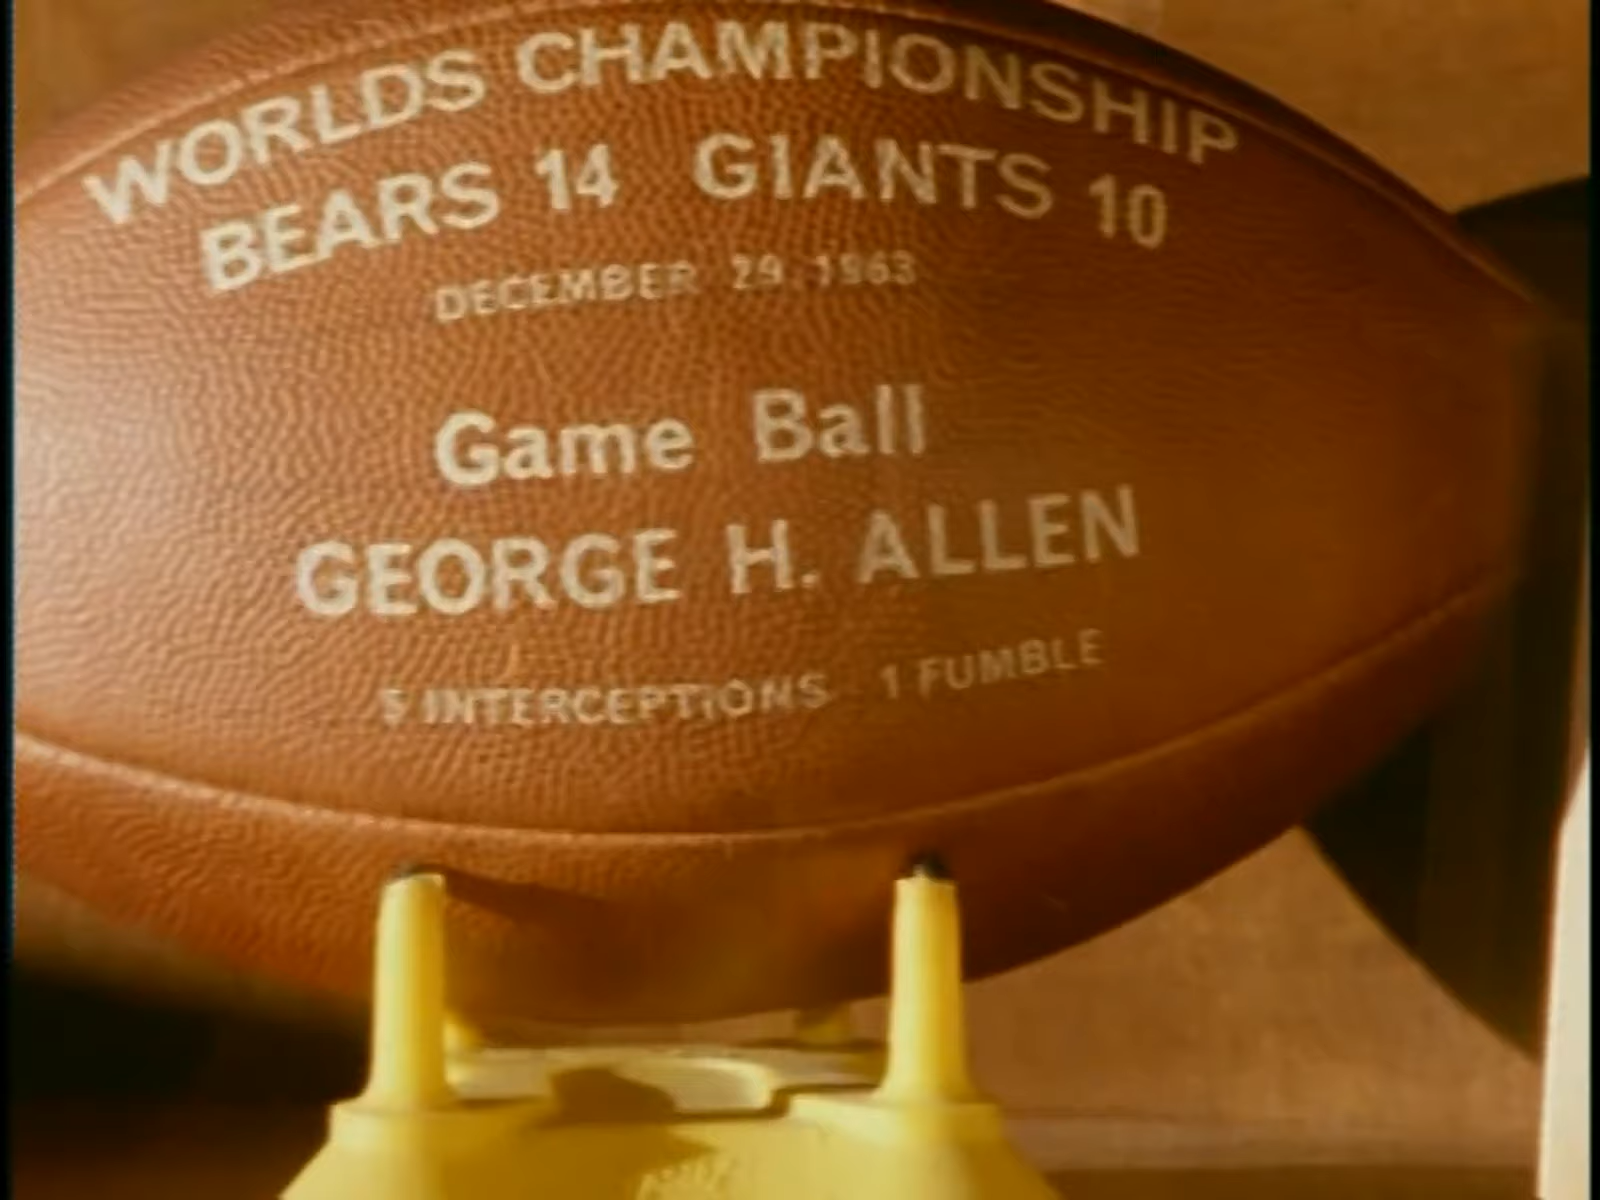 WORLDS CHAMPIONSHIP
BEARS 14 GIANTS 10
DECEMBER 29, 1963
Game Ball
GEORGE H. ALLEN
5 INTERCEPTIONS 1 FUMBLE